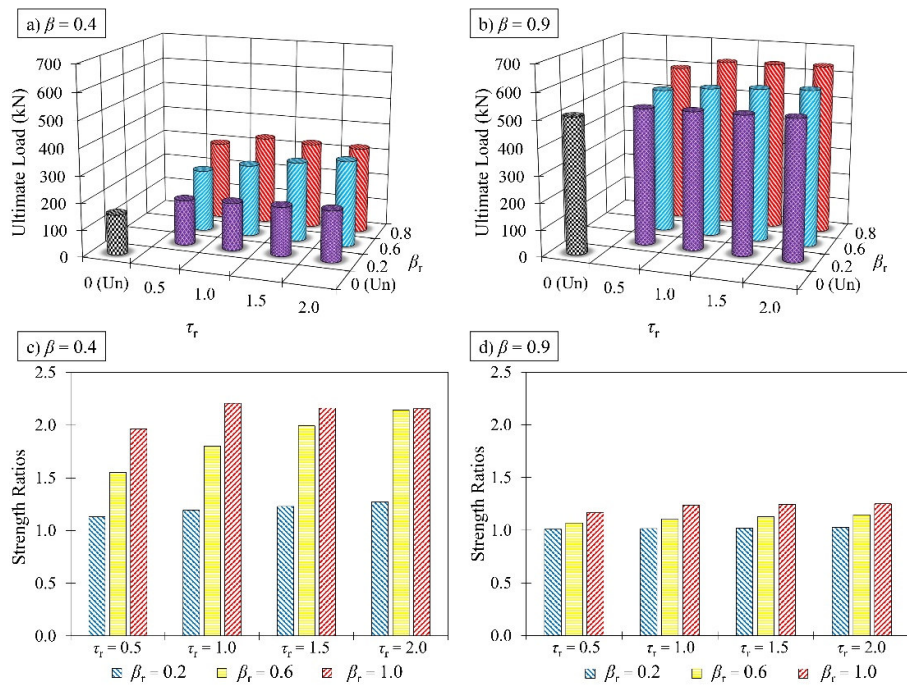 a) β = 0.4
700
600
500
400
300
200
100
0
Ultimate Load (kN)
0 (Un)
0.5
1.0
1.5
2.0
τr
0.8
0.6
0.2
0 (Un)
βr
b) β = 0.9
700
600
500
400
300
200
100
0
Ultimate Load (kN)
0 (Un)
0.5
1.0
1.5
2.0
τr
0.8
0.6
0.2
0 (Un)
βr
c) β = 0.4
2.5
2.0
1.5
1.0
0.5
0.0
Strength Ratios
τr = 0.5 τr = 1.0 τr = 1.5 τr = 2.0
βr = 0.2 βr = 0.6 βr = 1.0
d) β = 0.9
2.5
2.0
1.5
1.0
0.5
0.0
Strength Ratios
τr = 0.5 τr = 1.0 τr = 1.5 τr = 2.0
βr = 0.2 βr = 0.6 βr = 1.0